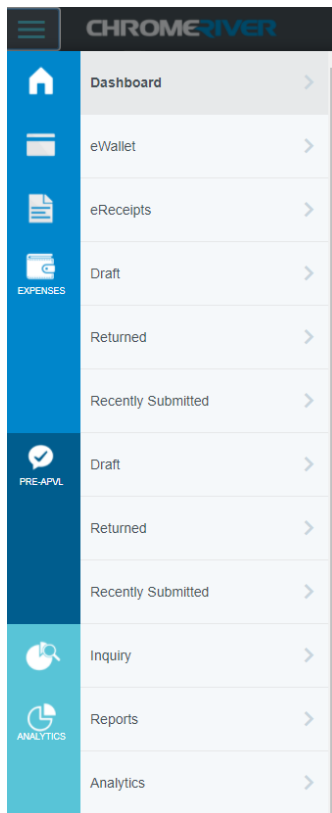 CHROMERIVER
Dashboard
eWallet
eReceipts
EXPENSES
Draft
Returned
Recently Submitted
PRE-APVL
Draft
Returned
Recently Submitted
Inquiry
ANALYTICS
Reports
Analytics